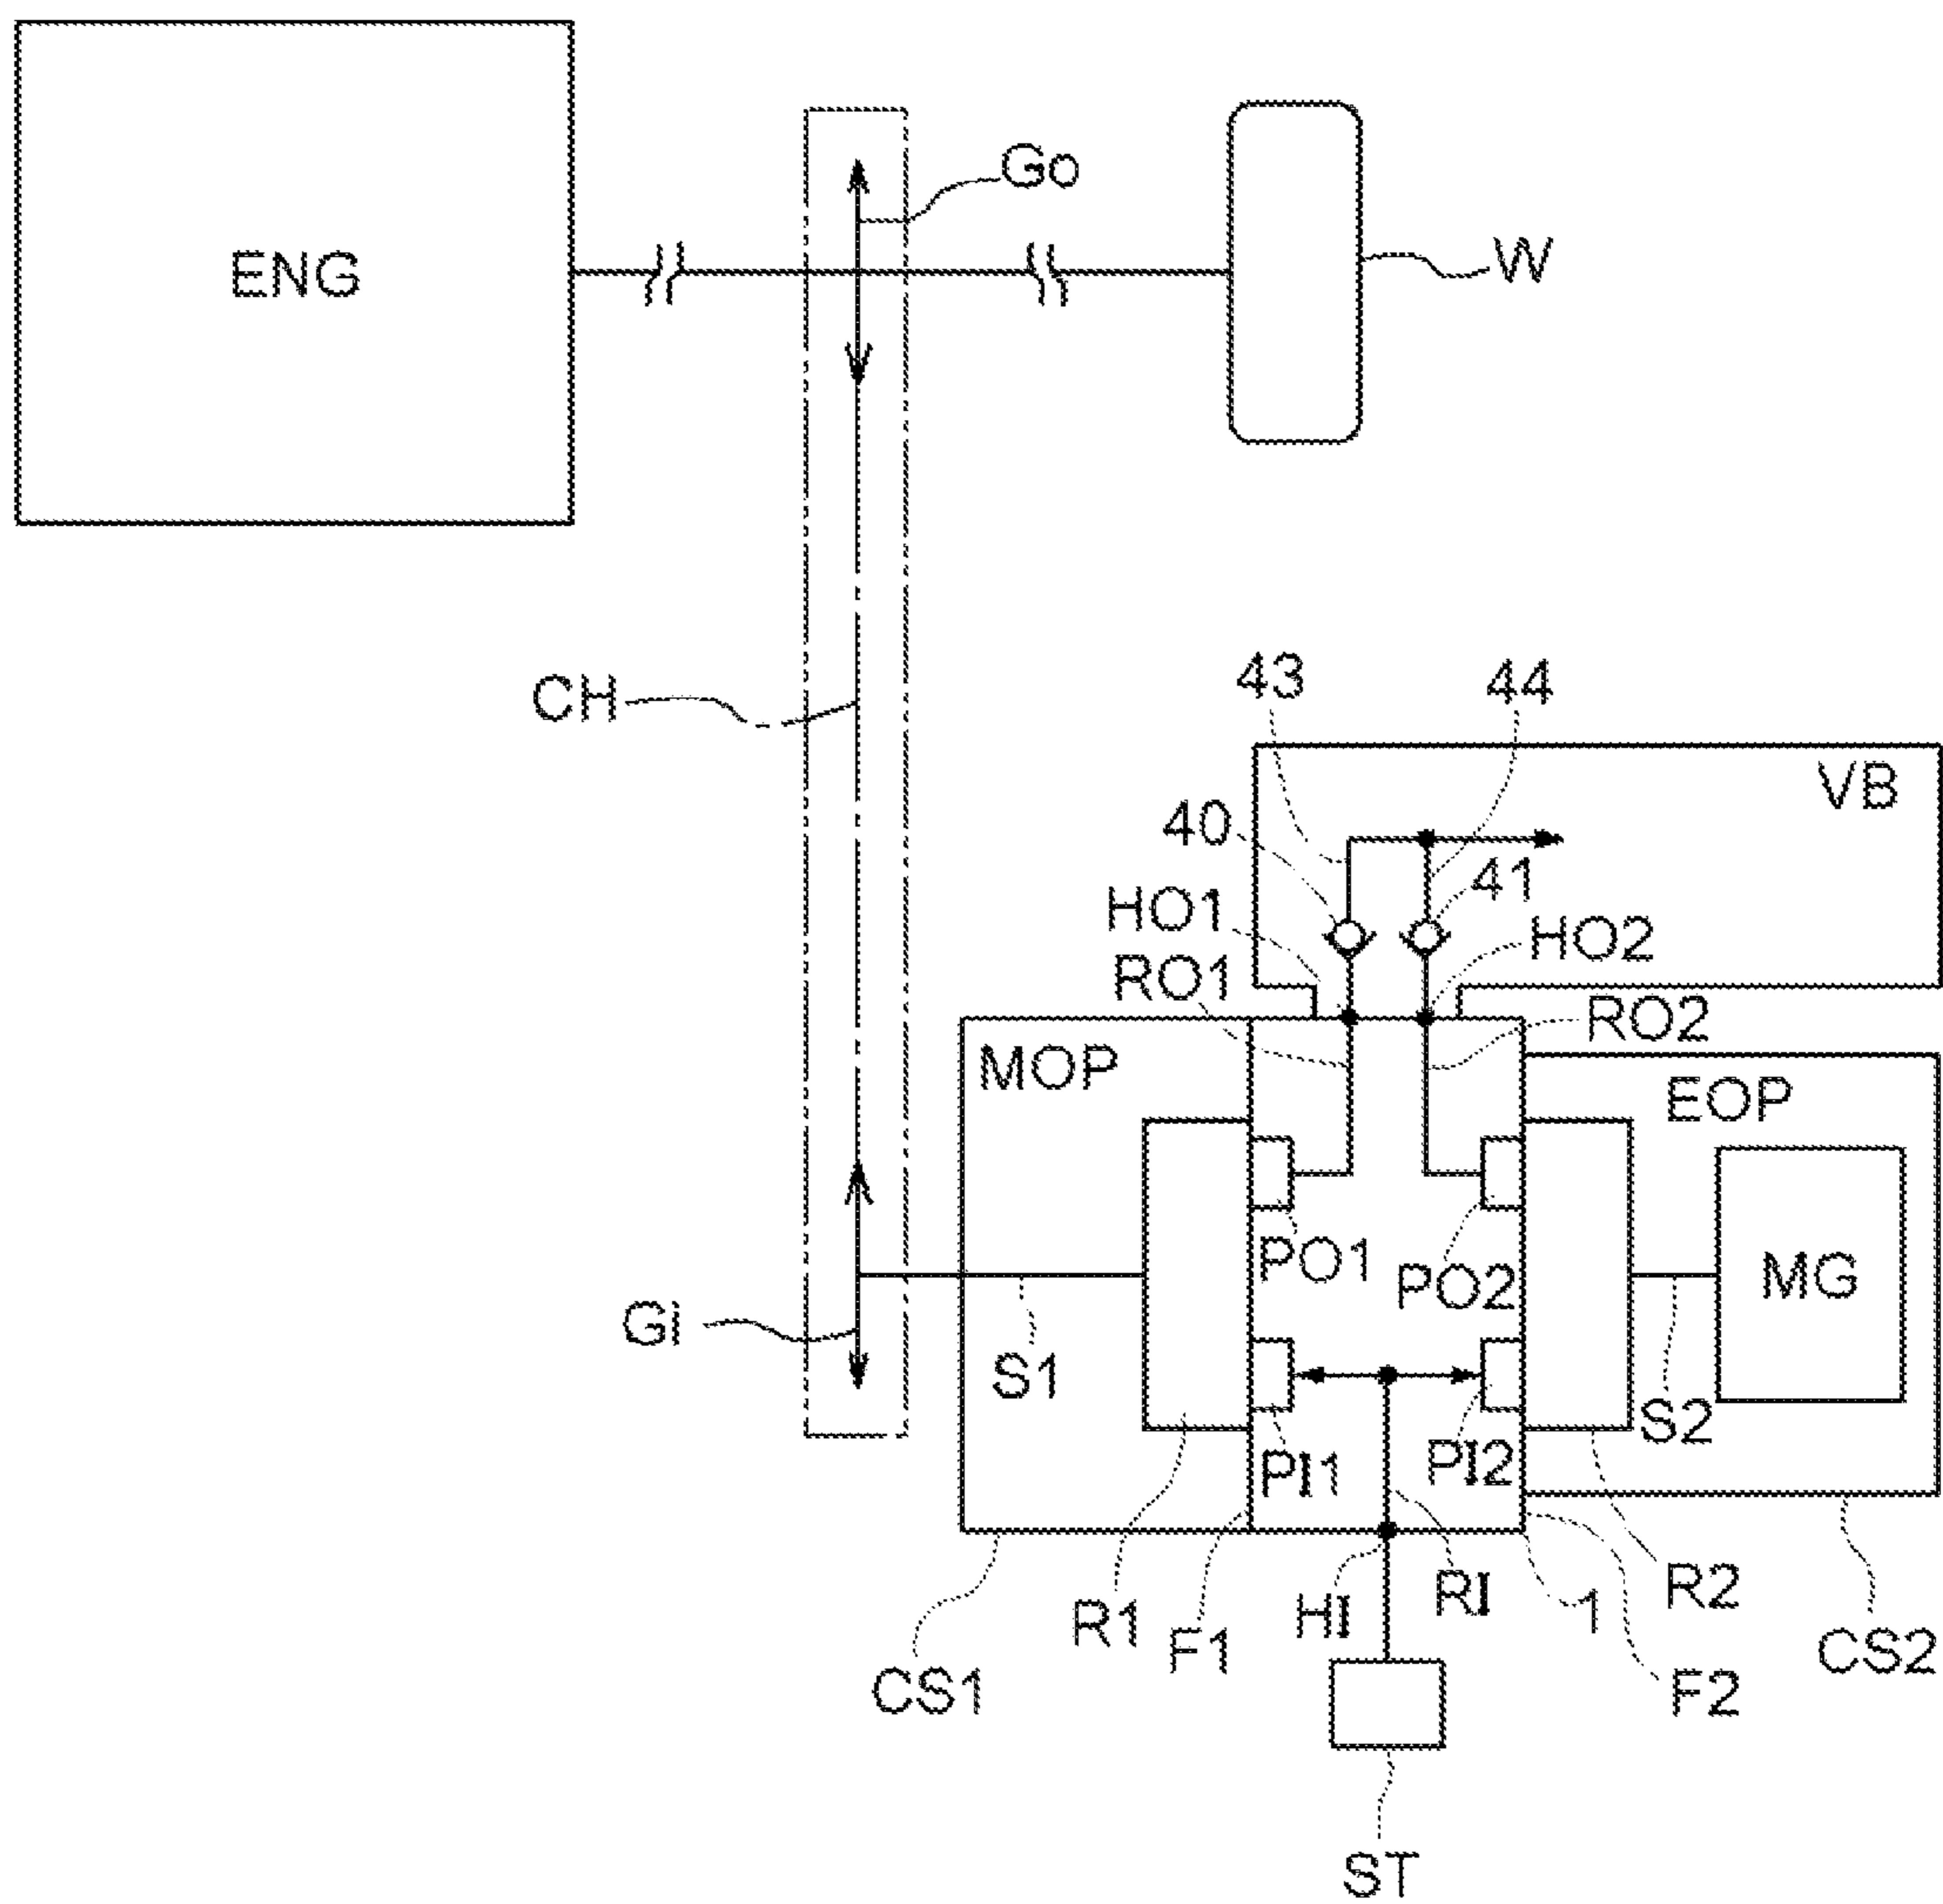 Go
ENG
W
CH
43
44
VB
40
41
HO1
HO2
RO1
RO2
MOP
EOP
PO1
PO2
MG
Gi
S1
S2
PI1
PI2
R1
F1
HI
RI
1
R2
CS1
F2
CS2
ST